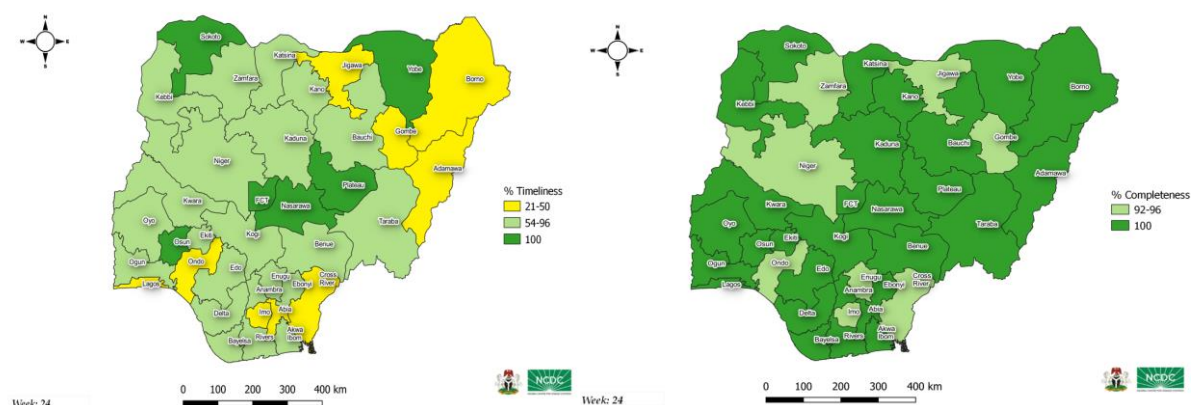 N
W
E
S
Sokoto
Katsina
Jigawa
Yobe
Borno
Zamfara
Kano
Kebbi
Gombe
Bauchi
Kaduna
Adamawa
Niger
Plateau
FCT
Nasarawa
Kwara
Taraba
Oyo
Kogi
Osun
Ekiti
Benue
Ogun
Ondo
Edo
Enugu
Cross
River
Lagos
Anambra
Ebonyi
Delta
Imo
Abia
Akwa
Ibom
Bayelsa
Rivers
% Timeliness
21-50
54-96
100
NCDC
0 100 200 300 400 km
Week: 24
N
W
E
S
Sokoto
Katsina
Jigawa
Yobe
Borno
Zamfara
Kano
Kebbi
Gombe
Bauchi
Kaduna
Adamawa
Niger
Plateau
FCT
Nasarawa
Kwara
Taraba
Oyo
Kogi
Osun
Ekiti
Benue
Ogun
Ondo
Edo
Enugu
Cross
River
Lagos
Anambra
Ebonyi
Delta
Imo
Abia
Akwa
Ibom
Bayelsa
Rivers
% Completeness
92-96
100
NCDC
0 100 200 300 400 km
Week: 24